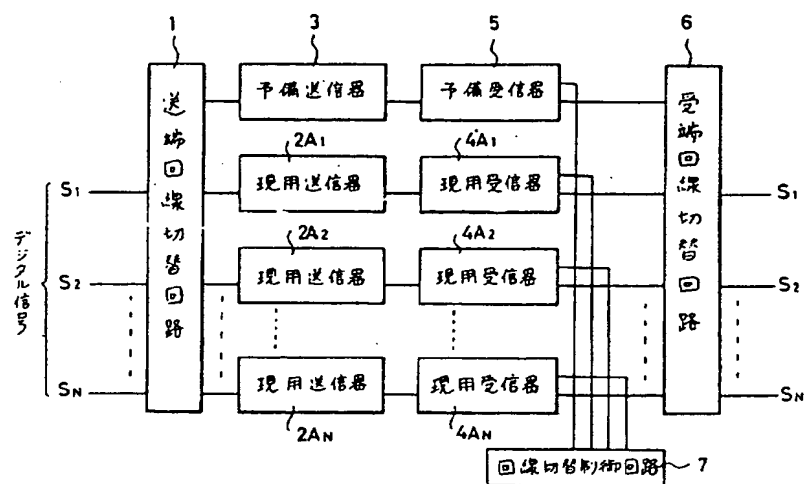 1
3
5
6
送端回線切替回路
予備送信器
予備受信器
受端回線切替回路
2A1
4A1
S1
現用送信器
現用受信器
S1
2A2
4A2
デジタル信号
S2
現用送信器
現用受信器
S2
SN
現用送信器
現用受信器
SN
2AN
4AN
回線切替制御回路
7